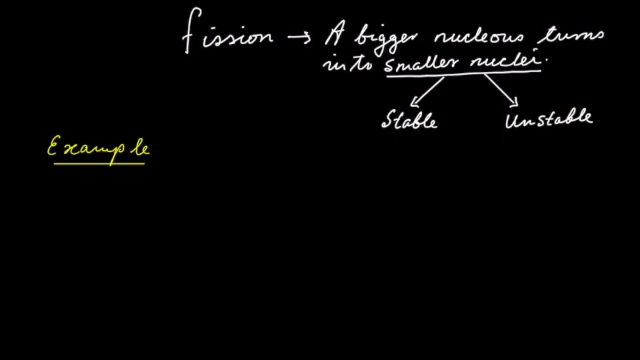 fission → A bigger nucleous turns
into smaller nuclei.
Stable Unstable
Example